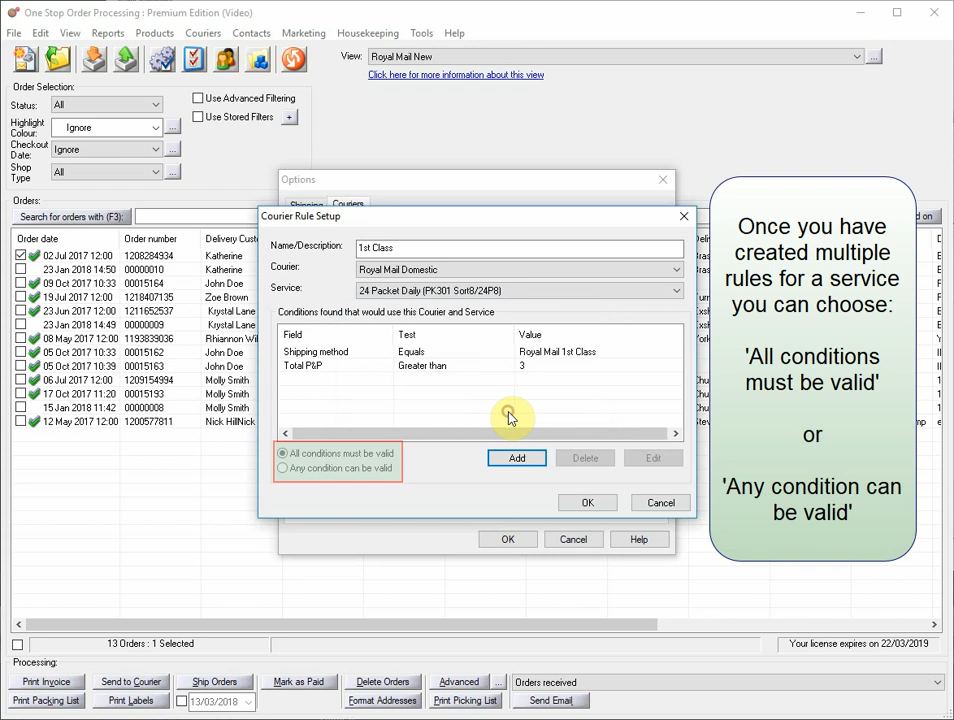 One Stop Order Processing : Premium Edition (Video)
File Edit View Reports Products Couriers Contacts Marketing Housekeeping Tools Help
View: Royal Mail New ...
Click here for more information about this view
Order Selection:
Status: All
Use Advanced Filtering
Highlight Colour: Ignore ...
Use Stored Filters +
Checkout Date: Ignore ...
Shop Type All ...
Orders:
Search for orders with (F3):
Order date Order number Delivery Custo
02 Jul 2017 12:00 1208284934 Katherine
23 Jan 2018 14:50 00000010 Katherine
09 Oct 2017 10:33 00015164 John Doe
19 Jul 2017 12:00 1218407135 Zoe Brown
23 Jun 2017 12:00 1211652537 Krystal Lane
23 Jan 2018 14:49 00000009 Krystal Lane
08 May 2017 12:00 1193839036 Rhiannon Wil
05 Oct 2017 10:33 00015162 John Doe
05 Oct 2017 10:39 00015163 John Doe
06 Jul 2017 12:00 1209154994 Molly Smith
17 Oct 2017 11:20 00015193 Molly Smith
15 Jan 2018 11:42 00000008 Molly Smith
12 May 2017 12:00 1200577811 Nick HillNick
Options
Shipping Couriers
Courier Rule Setup
Name/Description: 1st Class
Courier: Royal Mail Domestic
Service: 24 Packet Daily (PK301 Sort8/24P8)
Conditions found that would use this Courier and Service
Field Test Value
Shipping method Equals Royal Mail 1st Class
Total P&P Greater than 3
All conditions must be valid
Any condition can be valid
Add Delete Edit
OK Cancel
OK Cancel Help
Once you have
created multiple
rules for a service
you can choose:
'All conditions
must be valid'
or
'Any condition can
be valid'
13 Orders : 1 Selected
Your license expires on 22/03/2019
Processing:
Print Invoice Send to Courier Ship Orders Mark as Paid Delete Orders Advanced ... Orders received
Print Packing List Print Labels 13/03/2018 Format Addresses Print Picking List Send Email